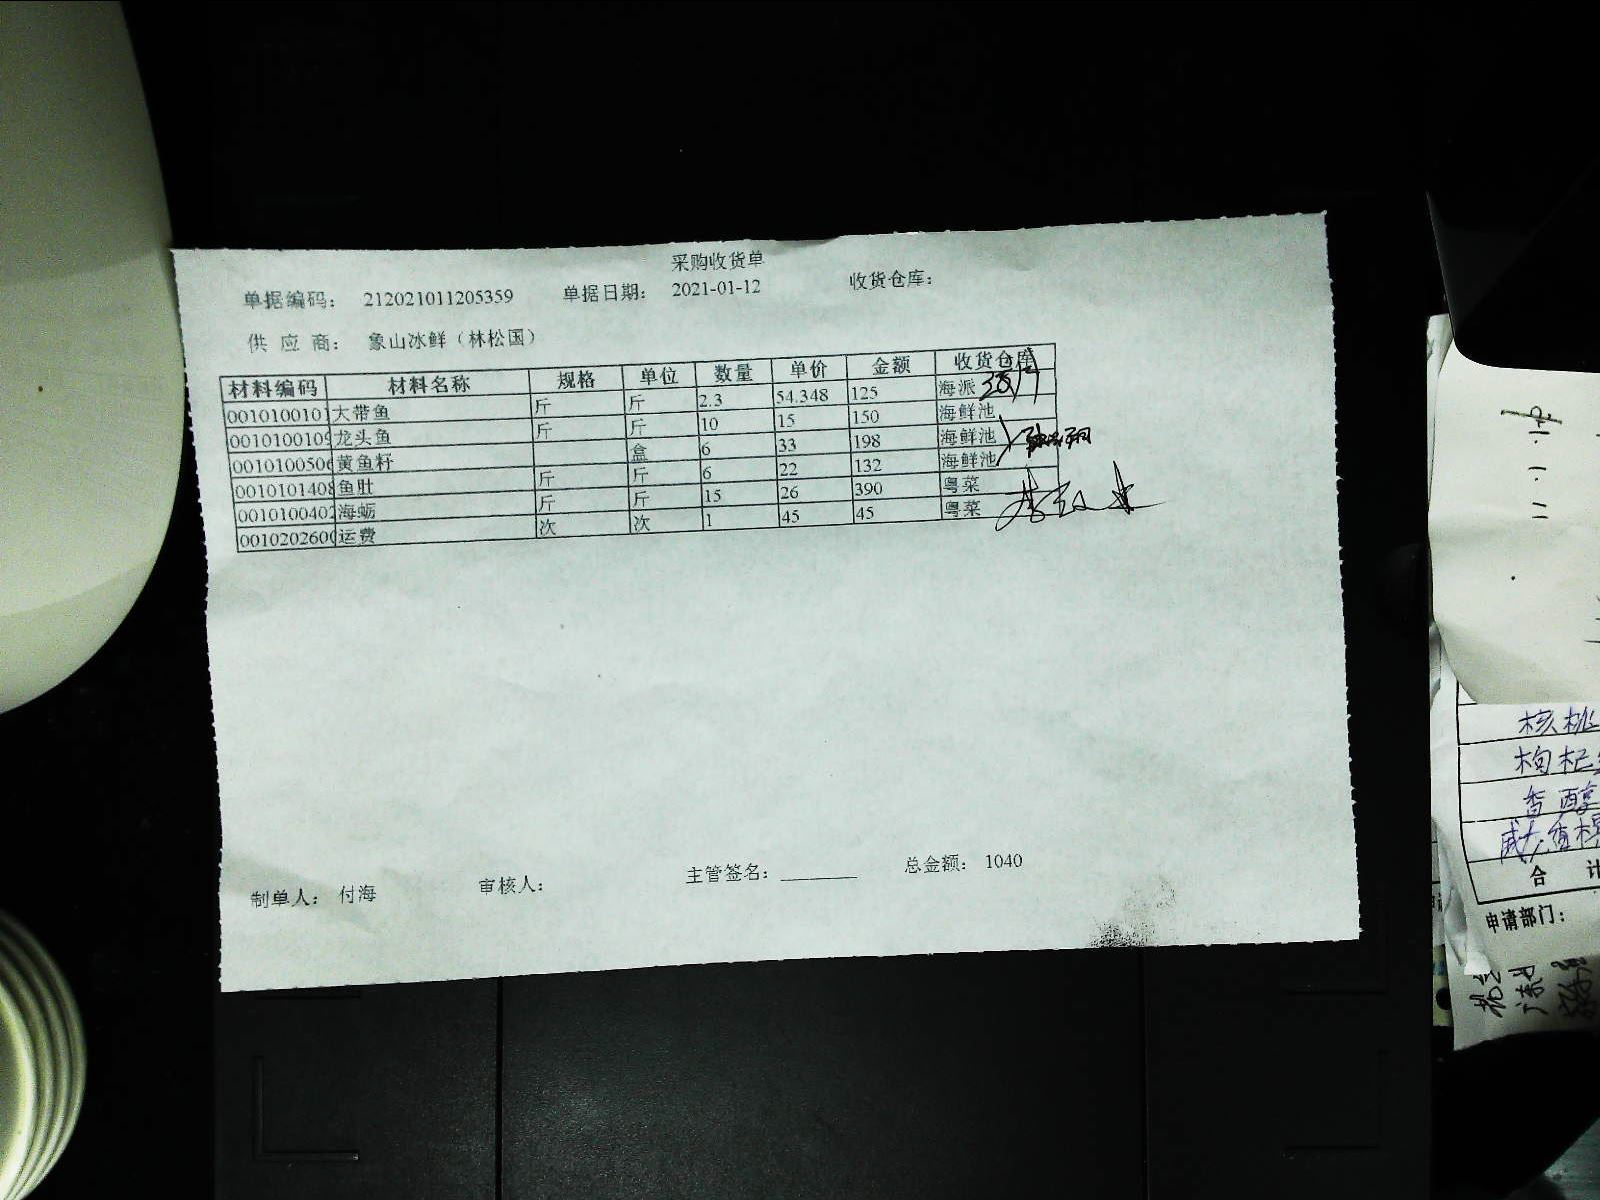 采购收货单
单据编码： 212021011205359 单据日期： 2021-01-12 收货仓库：
供 应 商： 象山冰鲜（林松国）
材料编码 材料名称 规格 单位 数量 单价 金额 收货仓库
0010100101 大带鱼 斤 斤 2.3 54.348 125 海派
0010100109 龙头鱼 斤 斤 10 15 150 海鲜池
0010100506 黄鱼籽 盒 6 33 198 海鲜池
0010101408 鱼肚 斤 斤 6 22 132 海鲜池
0010100402 海蛎 斤 斤 15 26 390 粤菜
0010202600 运费 次 次 1 45 45 粤菜
制单人： 付海 审核人： 主管签名： 总金额： 1040
核桃
枸杞
香醇
合 计
申请部门：